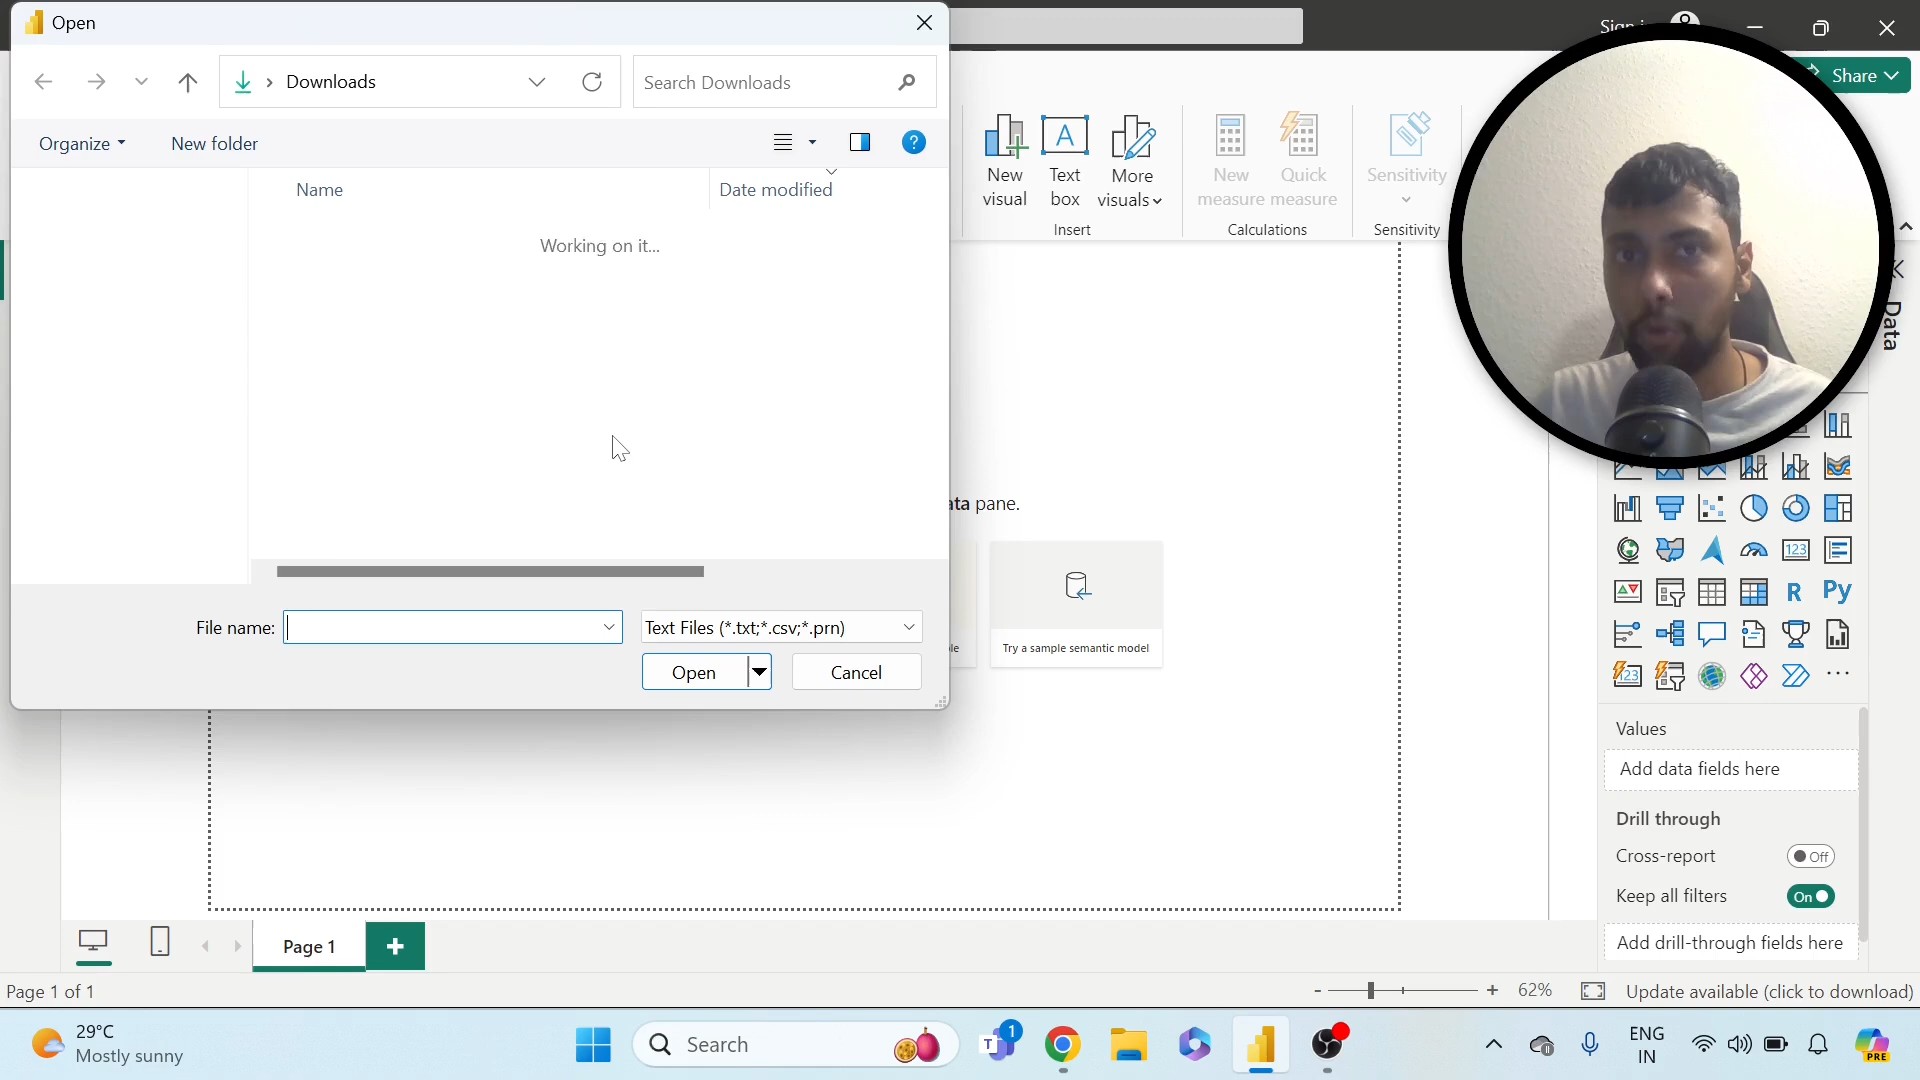 Open
Downloads
Search Downloads
Organize
New folder
?
Name
Date modified
Working on it...
File name:
Text Files (*.txt;*.csv;*.prn)
Open
Cancel
Share
New
visual
Text
box
More
visuals
Insert
New
measure
Quick
measure
Calculations
Sensitivity
Sensitivity
Data
pane.
Try a sample semantic model
123
R
Py
123
Values
Add data fields here
Drill through
Cross-report
Off
Keep all filters
On
Add drill-through fields here
Page 1
Page 1 of 1
62%
Update available (click to download)
29°C
Mostly sunny
Search
1
ENG
IN
PRE